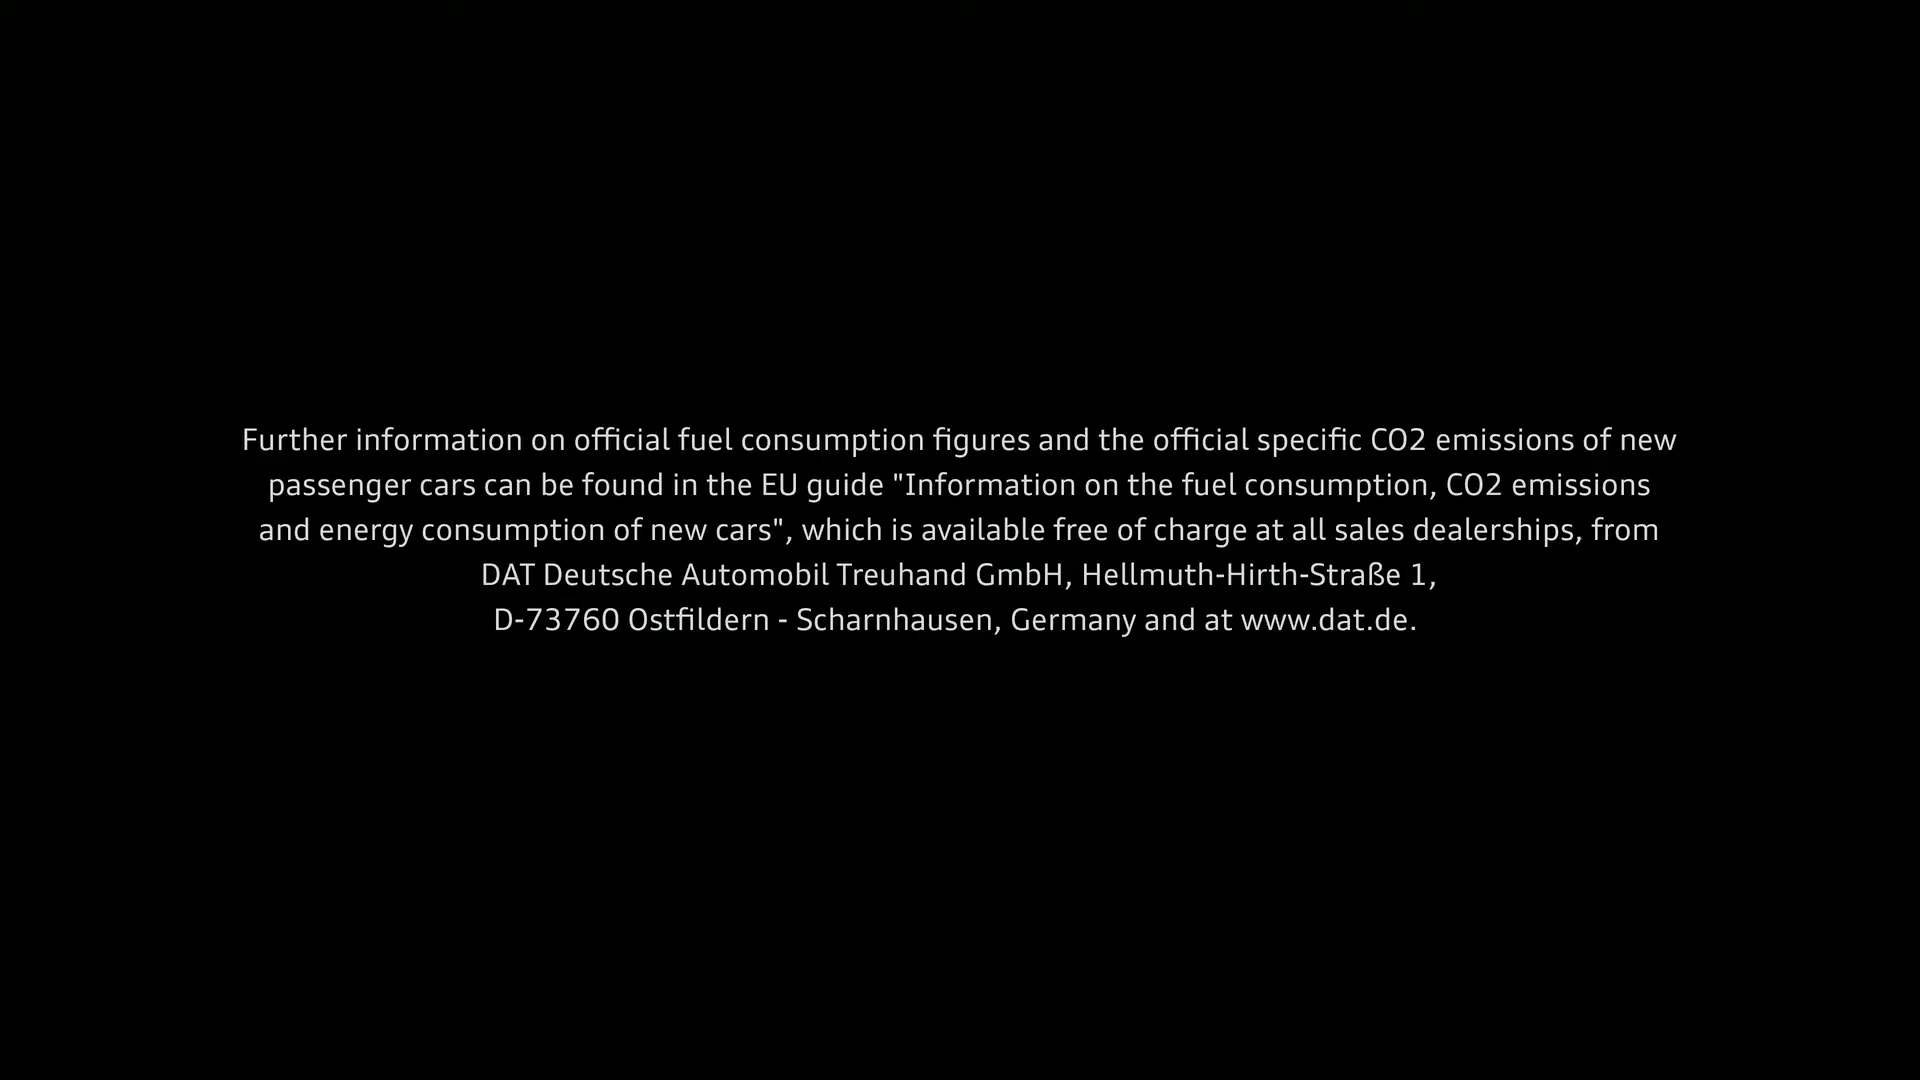 Further information on official fuel consumption figures and the official specific CO2 emissions of new
passenger cars can be found in the EU guide "Information on the fuel consumption, CO2 emissions
and energy consumption of new cars", which is available free of charge at all sales dealerships, from
DAT Deutsche Automobil Treuhand GmbH, Hellmuth-Hirth-Straße 1,
D-73760 Ostfildern - Scharnhausen, Germany and at www.dat.de.